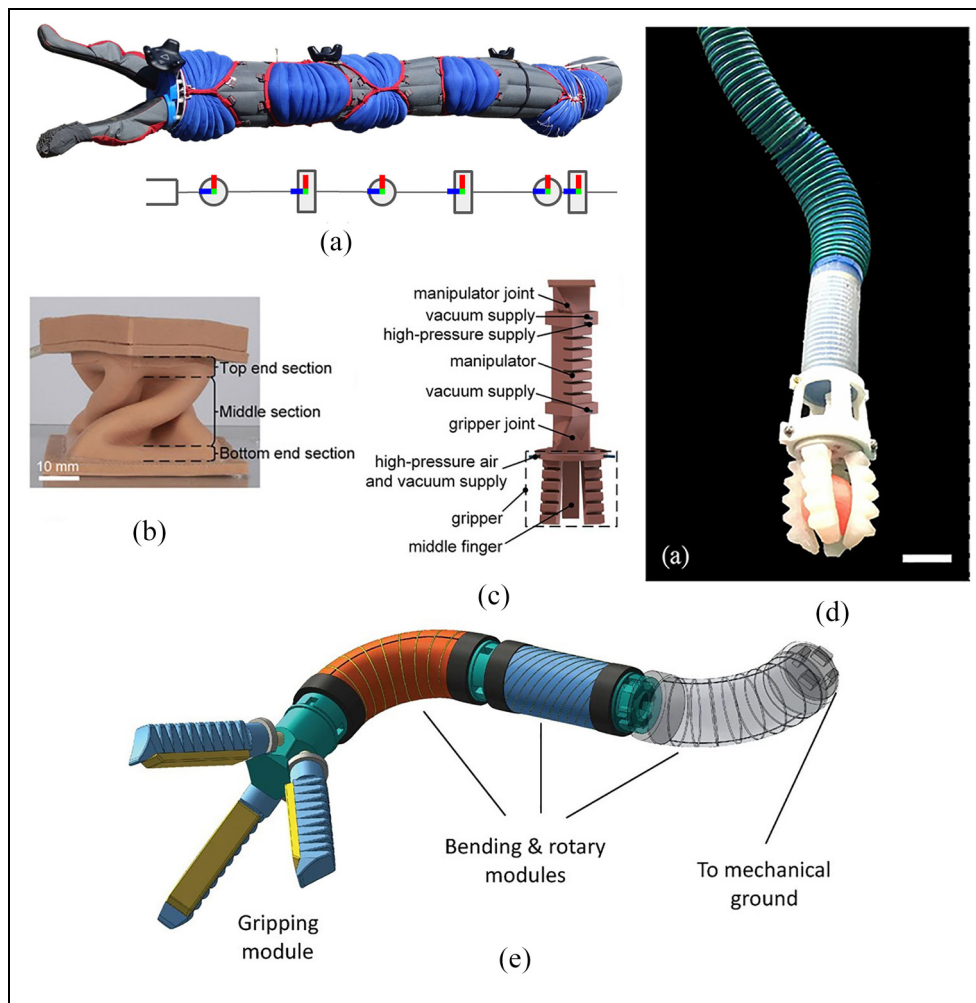 (a)
manipulator joint
vacuum supply
high-pressure supply
manipulator
vacuum supply
gripper joint
high-pressure air
and vacuum supply
gripper
middle finger
(c)
Top end section
Middle section
Bottom end section
10 mm
(b)
(a)
(d)
Bending & rotary
modules
To mechanical
ground
Gripping
module
(e)